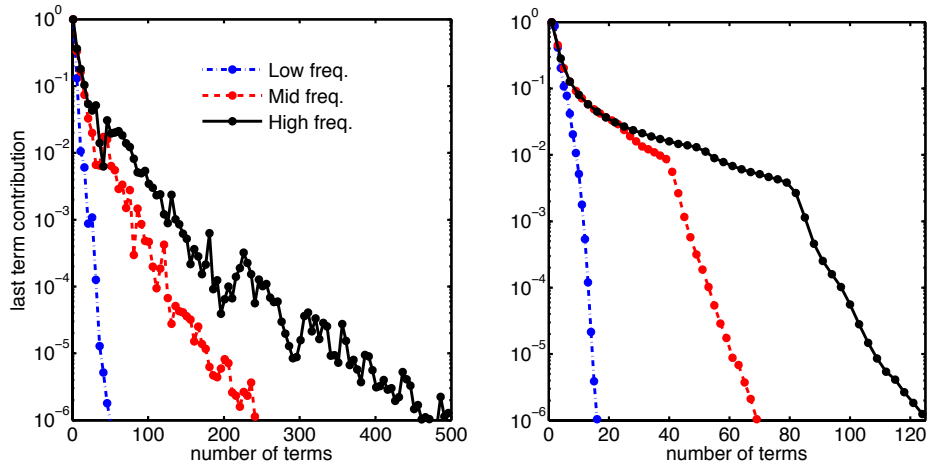 last term contribution
10^0
10^-1
10^-2
10^-3
10^-4
10^-5
10^-6
Low freq.
Mid freq.
High freq.
0 100 200 300 400 500
number of terms
10^0
10^-1
10^-2
10^-3
10^-4
10^-5
10^-6
0 20 40 60 80 100 120
number of terms